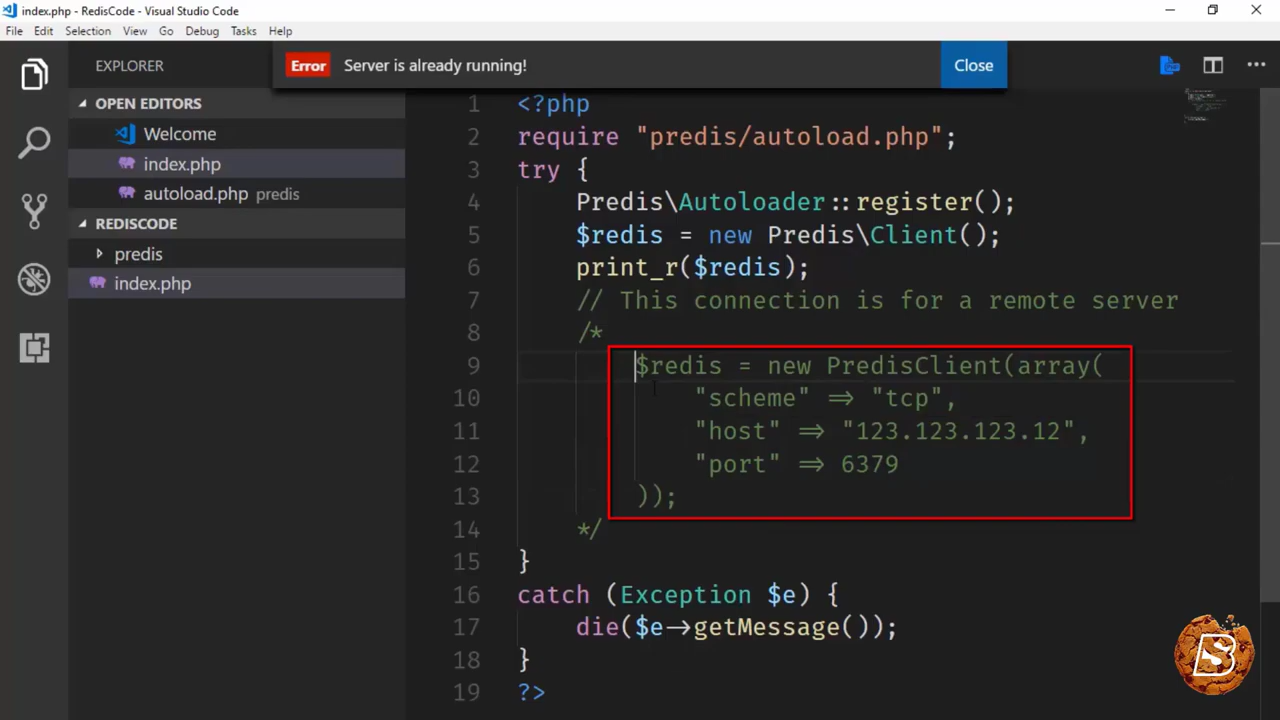 index.php - RedisCode - Visual Studio Code
File Edit Selection View Go Debug Tasks Help
EXPLORER
Error Server is already running! Close
OPEN EDITORS
Welcome
index.php
autoload.php predis
REDISCODE
predis
index.php
1 <?php
2 require "predis/autoload.php";
3 try {
4 Predis\Autoloader::register();
5 $redis = new Predis\Client();
6 print_r($redis);
7 // This connection is for a remote server
8 /*
9 $redis = new PredisClient(array(
10 "scheme" => "tcp",
11 "host" => "123.123.123.12",
12 "port" => 6379
13 ));
14 */
15 }
16 catch (Exception $e) {
17 die($e->getMessage());
18 }
19 ?>